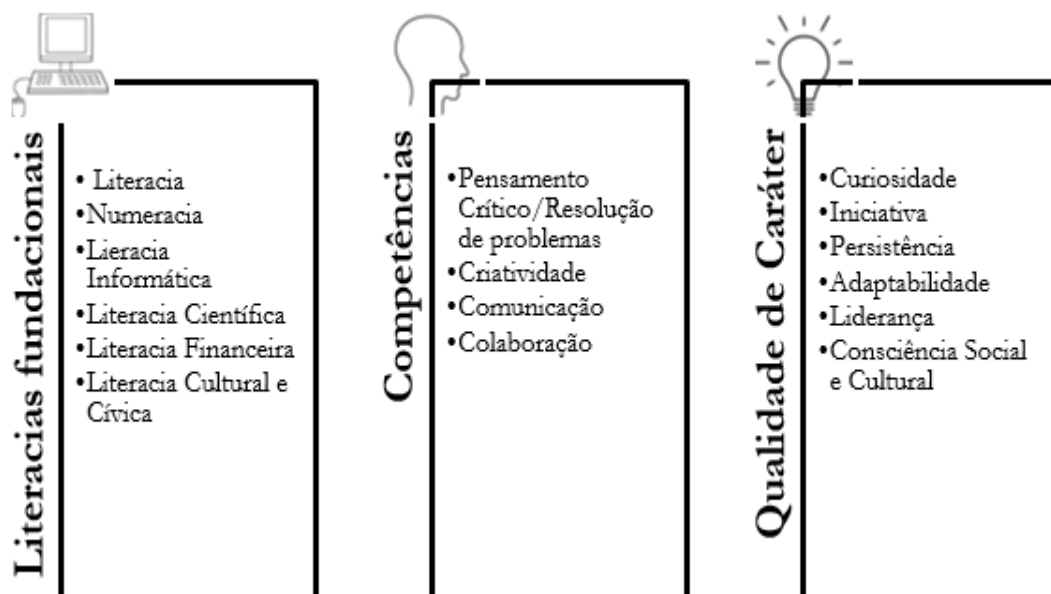 Literacias fundacionais
• Literacia
•Numeracia
•Lieracia
Informática
•Literacia Científica
•Literacia Financeira
•Literacia Cultural e
Cívica
Competências
•Pensamento
Crítico/Resolução
de problemas
•Criatividade
•Comunicação
•Colaboração
Qualidade de Caráter
•Curiosidade
•Iniciativa
•Persistência
•Adaptabilidade
•Liderança
•Consciência Social
e Cultural